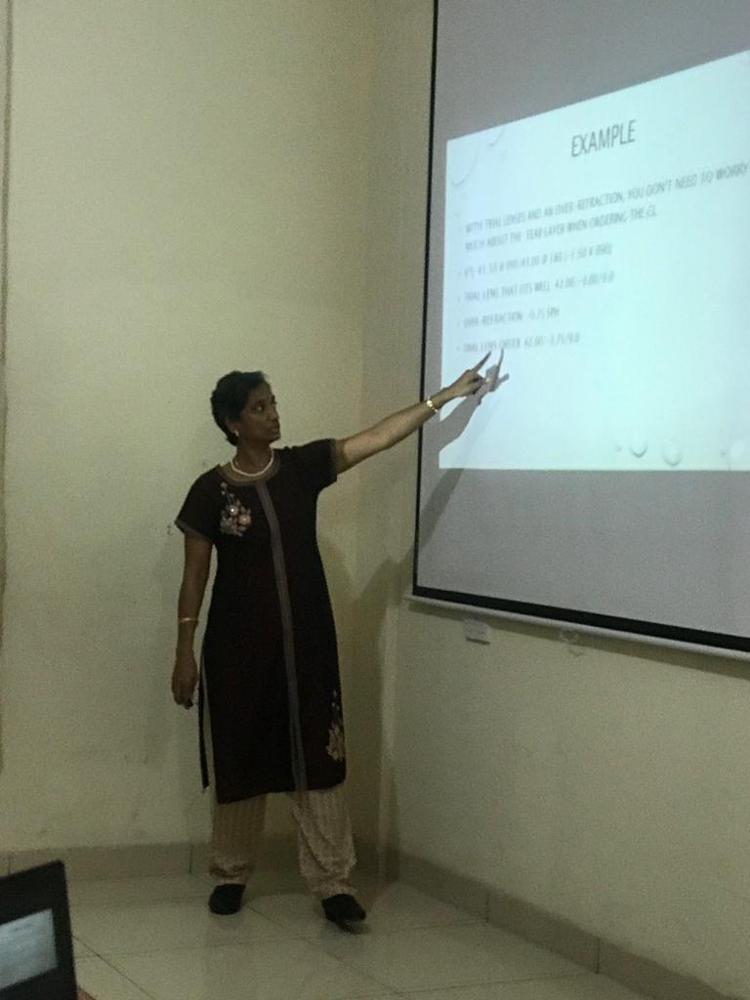 EXAMPLE
WITH TRIAL LENSES AND AN OVER-REFRACTION, YOU DON'T NEED TO WORRY
MUCH ABOUT THE TEAR LAYER WHEN ORDERING THE CL
K'S: 41.50 @ 090/43.00 @ 180 (-1.50 X 090)
TRIAL LENS THAT FITS WELL: 42.00/-3.00/9.0
OVER-REFRACTION: -0.75 SPH
FINAL LENS ORDER: 42.00/-3.75/9.0